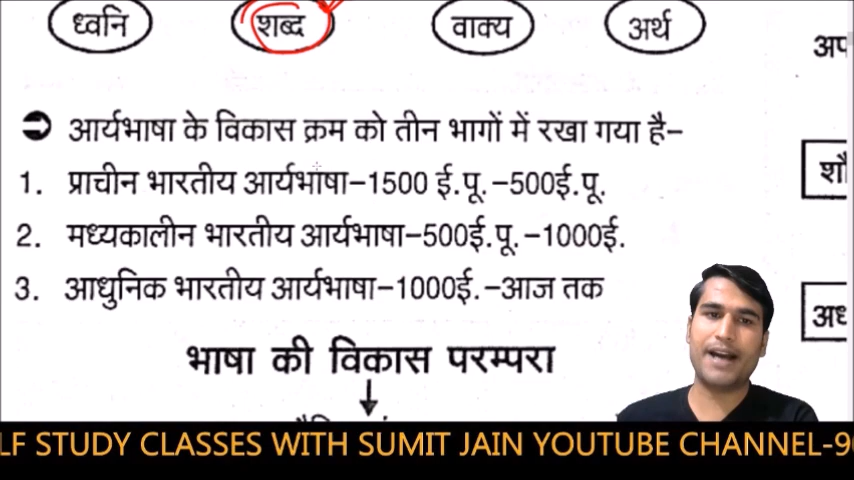 ध्वनि शब्द वाक्य अर्थ
➲ आर्यभाषा के विकास क्रम को तीन भागों में रखा गया है–
1. प्राचीन भारतीय आर्यभाषा–1500 ई.पू. –500ई.पू.
2. मध्यकालीन भारतीय आर्यभाषा–500ई.पू. –1000ई.
3. आधुनिक भारतीय आर्यभाषा–1000ई.–आज तक
भाषा की विकास परम्परा
LF STUDY CLASSES WITH SUMIT JAIN YOUTUBE CHANNEL-9